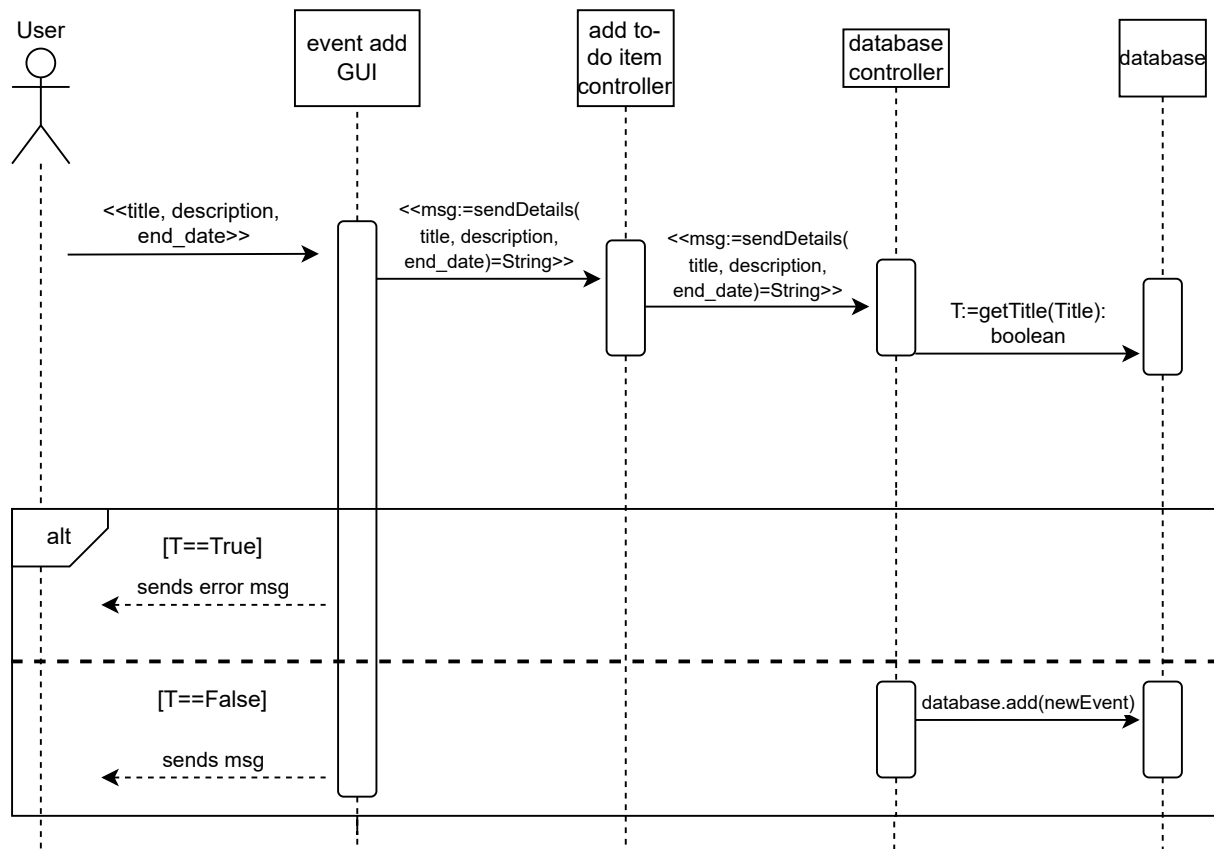 User
event add
GUI
add to-
do item
controller
database
controller
database
<<title, description,
end_date>>
<<msg:=sendDetails(
title, description,
end_date)=String>>
<<msg:=sendDetails(
title, description,
end_date)=String>>
T:=getTitle(Title):
boolean
alt
[T==True]
sends error msg
[T==False]
database.add(newEvent)
sends msg